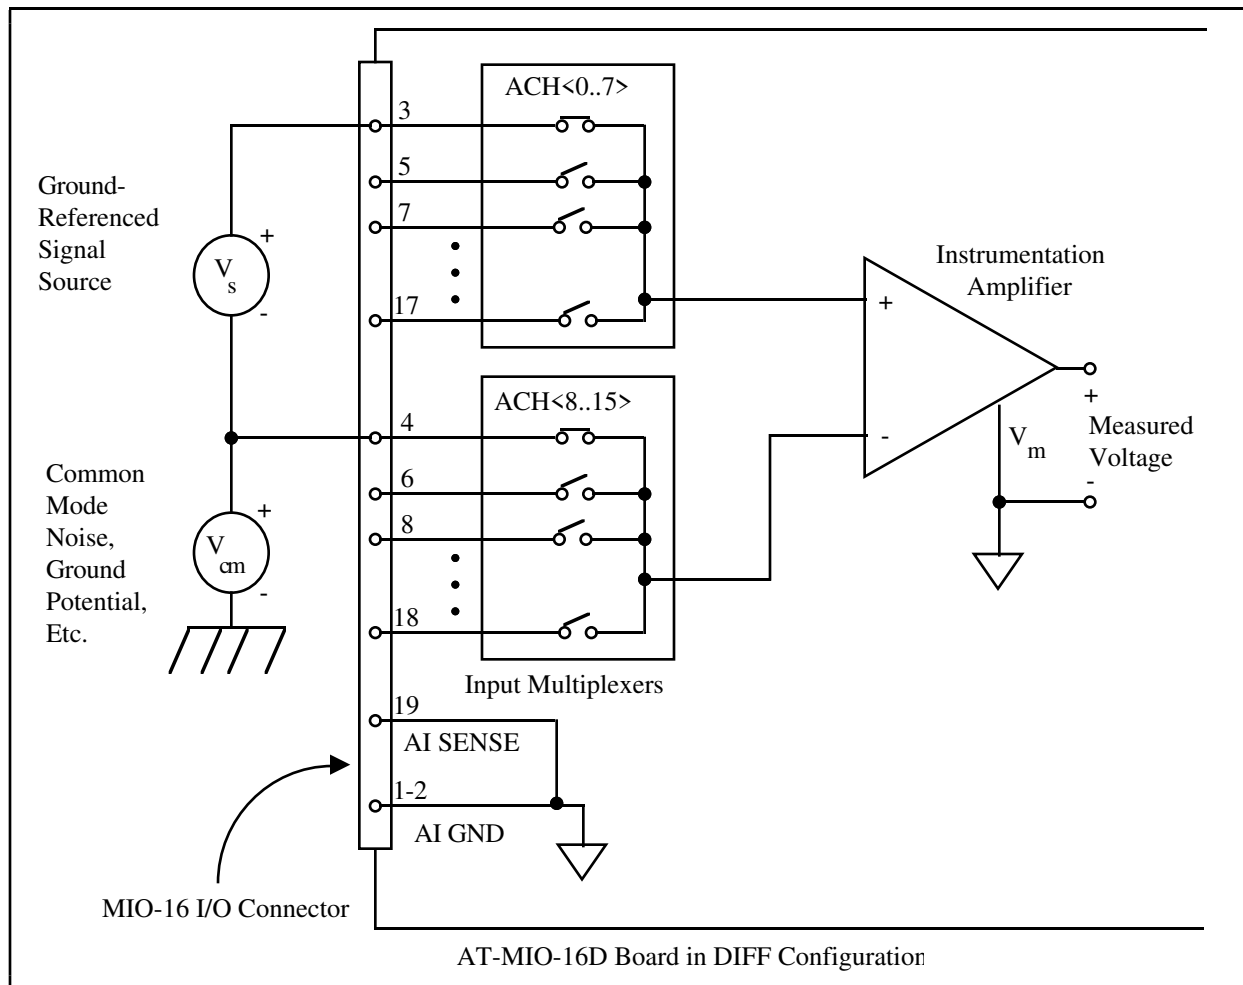 ACH<0..7>
3
5
7
17
Ground-
Referenced
Signal
Source
+
V
s
-
Instrumentation
Amplifier
+
-
+
Measured
Voltage
-
V
m
ACH<8..15>
4
6
8
18
Common
Mode
Noise,
Ground
Potential,
Etc.
+
V
cm
-
Input Multiplexers
19
AI SENSE
1-2
AI GND
MIO-16 I/O Connector
AT-MIO-16D Board in DIFF Configuration